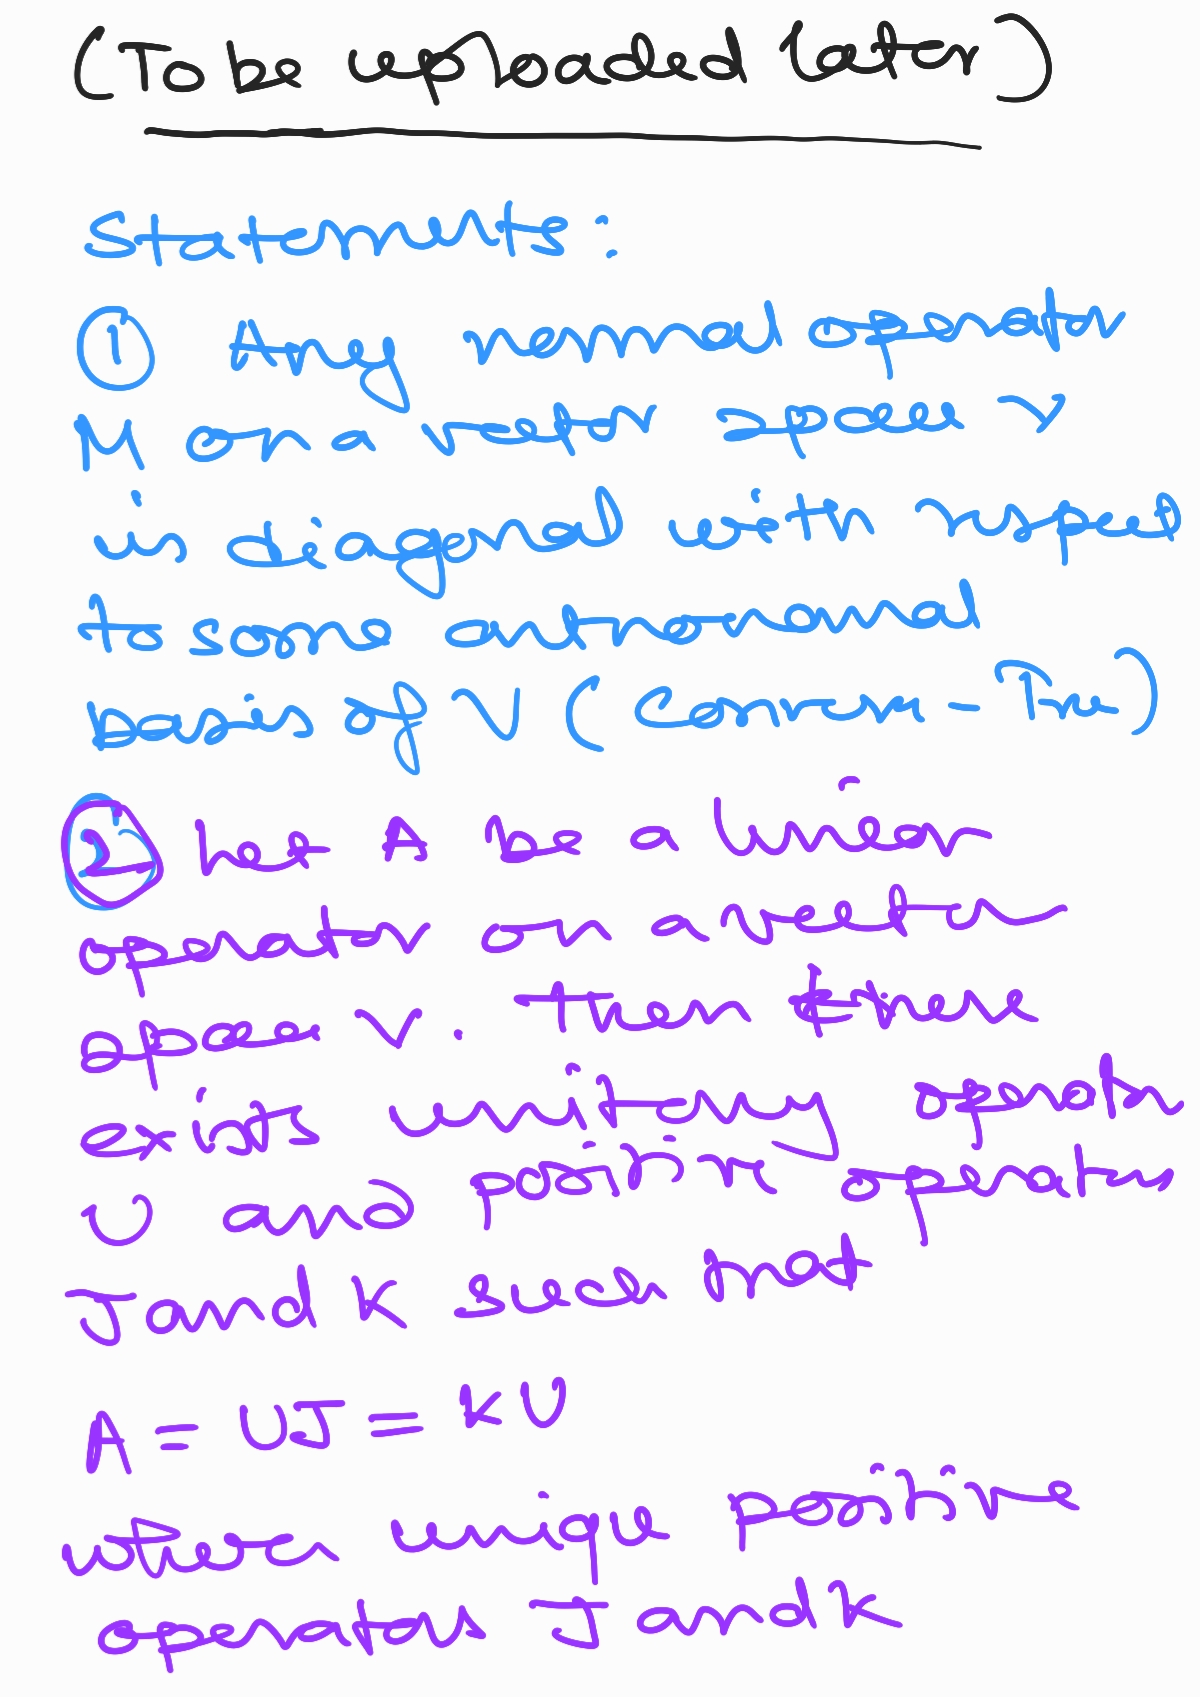 (To be uploaded later)
Statements:
① Any normal operator
M on a vector space V
is diagonal with respect
to some orthonormal
basis of V (Converse - True)
② Let A be a linear
operator on a vector
space V. Then there
exists unitary operator
U and positive operators
J and K such that
A = UJ = KU
where unique positive
operators J and K